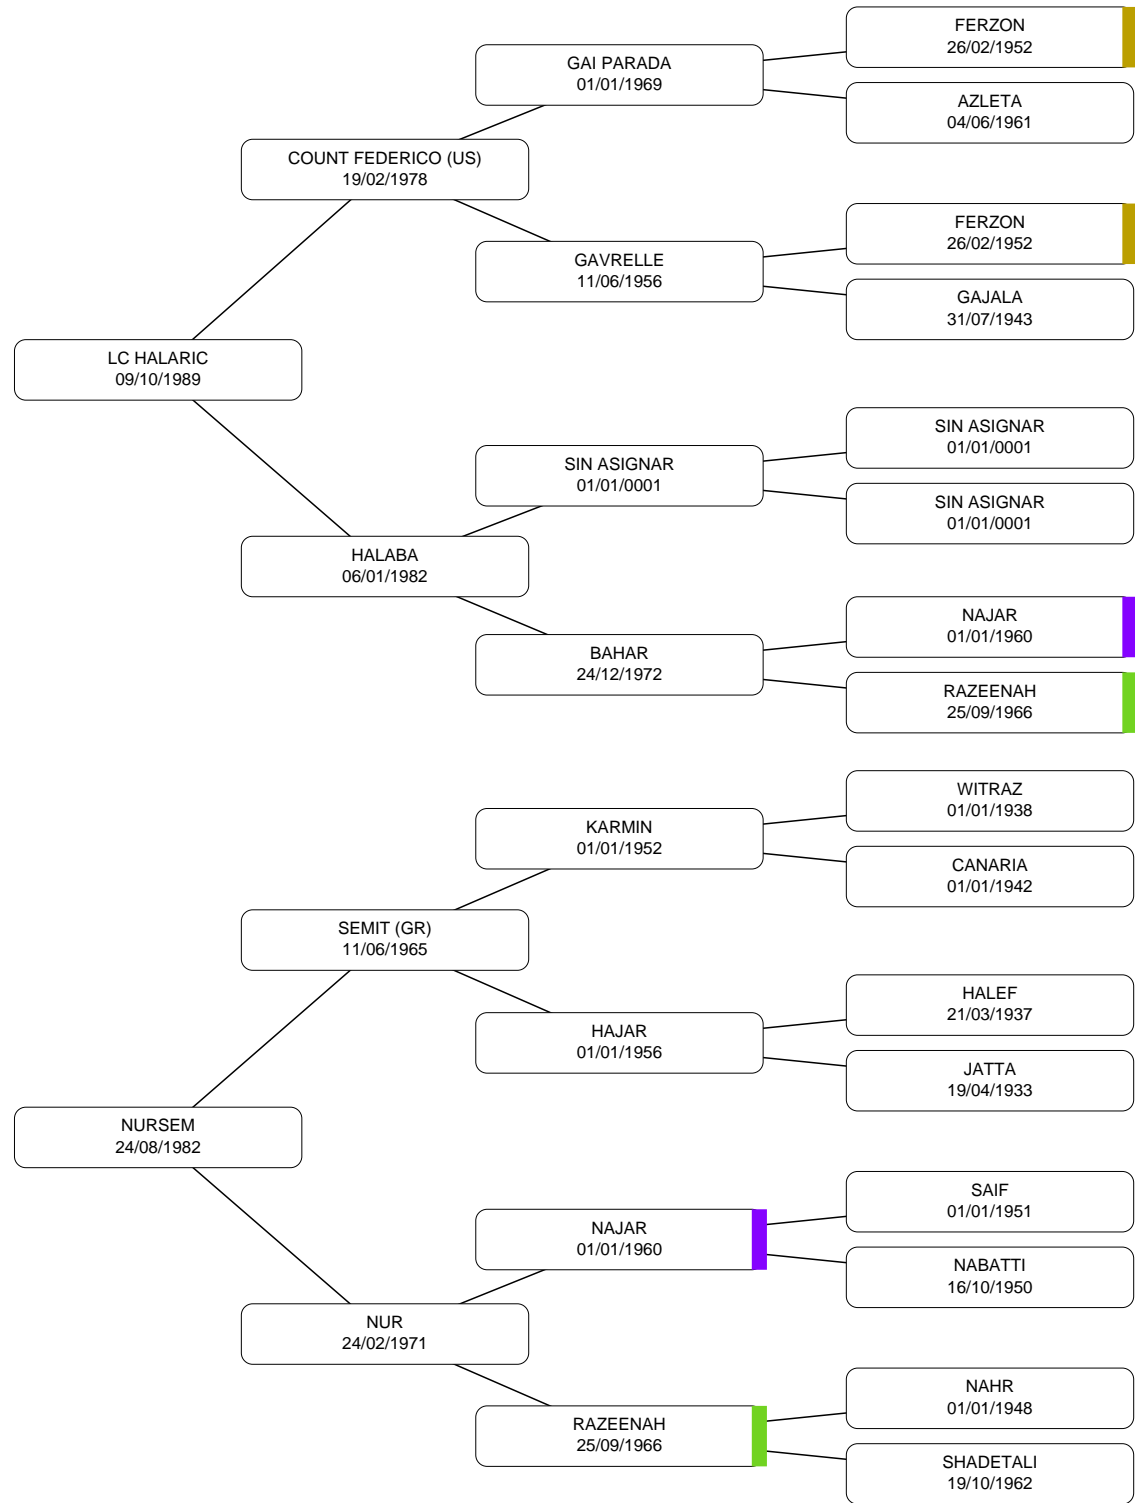 FERZON
26/02/1952
GAI PARADA
01/01/1969
AZLETA
04/06/1961
COUNT FEDERICO (US)
19/02/1978
FERZON
26/02/1952
GAVRELLE
11/06/1956
GAJALA
31/07/1943
LC HALARIC
09/10/1989
SIN ASIGNAR
01/01/0001
SIN ASIGNAR
01/01/0001
SIN ASIGNAR
01/01/0001
HALABA
06/01/1982
NAJAR
01/01/1960
BAHAR
24/12/1972
RAZEENAH
25/09/1966
WITRAZ
01/01/1938
KARMIN
01/01/1952
CANARIA
01/01/1942
SEMIT (GR)
11/06/1965
HALEF
21/03/1937
HAJAR
01/01/1956
JATTA
19/04/1933
NURSEM
24/08/1982
SAIF
01/01/1951
NAJAR
01/01/1960
NABATTI
16/10/1950
NUR
24/02/1971
NAHR
01/01/1948
RAZEENAH
25/09/1966
SHADETALI
19/10/1962